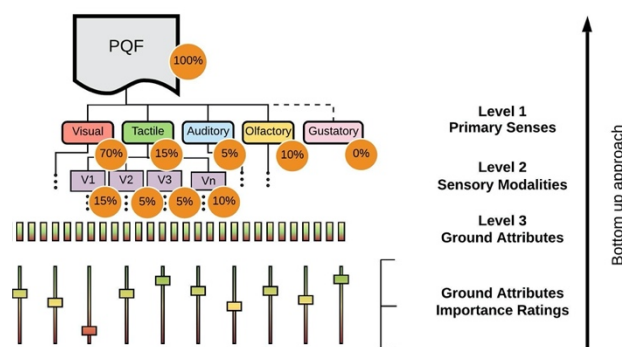 PQF
100%
Visual
Tactile
Auditory
Olfactory
Gustatory
70%
15%
5%
10%
0%
V1
V2
V3
Vn
15%
5%
5%
10%
Level 1
Primary Senses
Level 2
Sensory Modalities
Level 3
Ground Attributes
Ground Attributes
Importance Ratings
Bottom up approach